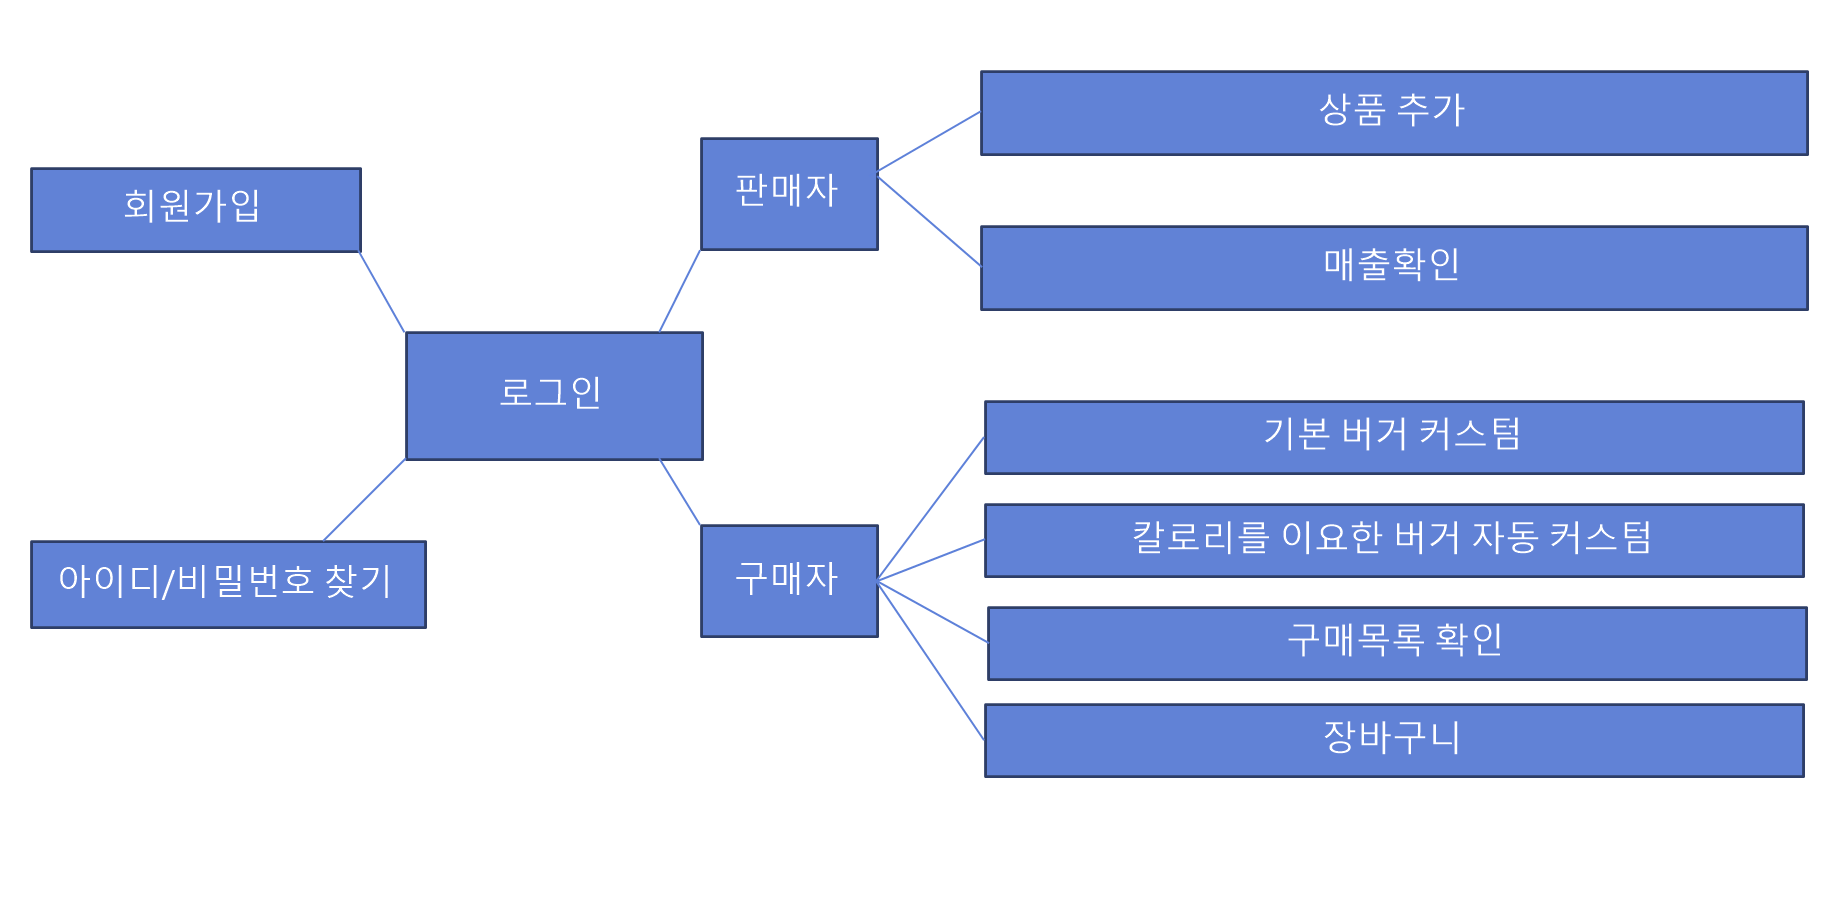 회원가입
로그인
아이디/비밀번호 찾기
판매자
상품 추가
매출확인
구매자
기본 버거 커스텀
칼로리를 이요한 버거 자동 커스텀
구매목록 확인
장바구니